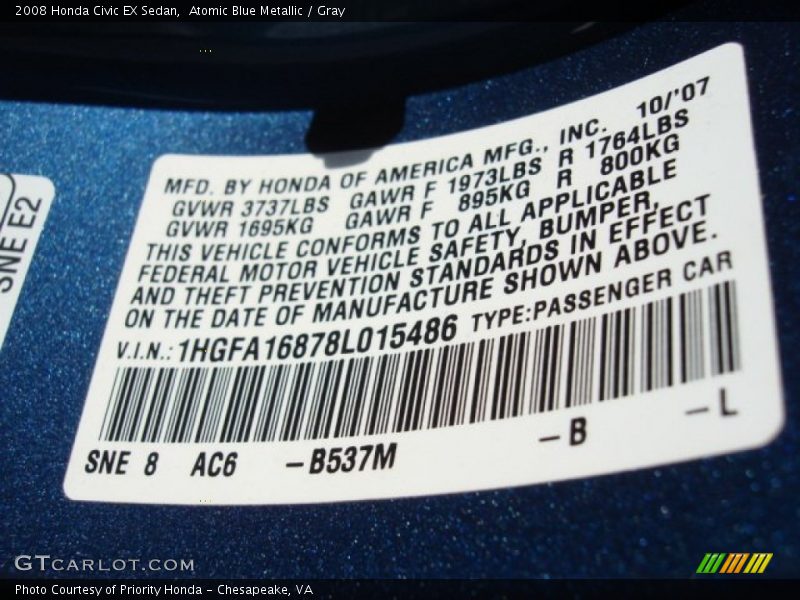 2008 Honda Civic EX Sedan,  Atomic Blue Metallic / Gray
SNE E2
MFD. BY HONDA OF AMERICA MFG., INC. 10/'07
GVWR 3737LBS GAWR F 1973LBS R 1764LBS
GVWR 1695KG GAWR F 895KG R 800KG
THIS VEHICLE CONFORMS TO ALL APPLICABLE
FEDERAL MOTOR VEHICLE SAFETY, BUMPER,
AND THEFT PREVENTION STANDARDS IN EFFECT
ON THE DATE OF MANUFACTURE SHOWN ABOVE.
V.I.N.: 1HGFA16878L015486 TYPE:PASSENGER CAR
SNE 8 AC6 –B537M –B –L
GTCARLOT.COM
Photo Courtesy of Priority Honda - Chesapeake, VA